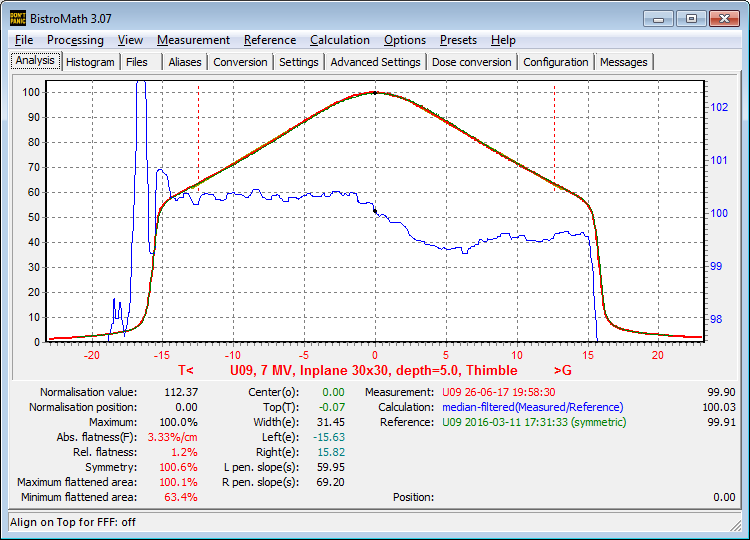 DON'T PANIC BistroMath 3.07
File Processing View Measurement Reference Calculation Options Presets Help
Analysis Histogram Files Aliases Conversion Settings Advanced Settings Dose conversion Configuration Messages
100 102
90
80 101
70
60
50 100
40
30 99
20
10 98
0
-20 -15 -10 -5 0 5 10 15 20
T< U09, 7 MV, Inplane 30x30, depth=5.0, Thimble >G
Normalisation value: 112.37 Center(o): 0.00 Measurement: U09 26-06-17 19:58:30 99.90
Normalisation position: 0.00 Top(T): -0.07 Calculation: median-filtered(Measured/Reference) 100.03
Maximum: 100.0% Width(e): 31.45 Reference: U09 2016-03-11 17:31:33 (symmetric) 99.91
Abs. flatness(F): 3.33%/cm Left(e): -15.63
Rel. flatness: 1.2% Right(e): 15.82
Symmetry: 100.6% L pen. slope(s): 59.95
Maximum flattened area: 100.1% R pen. slope(s): 69.20
Minimum flattened area: 63.4% Position: 0.00
Align on Top for FFF: off